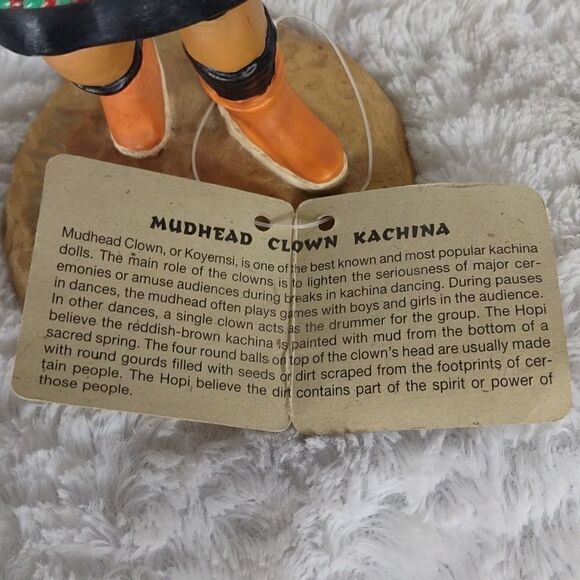 MUDHEAD CLOWN KACHINA
Mudhead Clown, or Koyemsi, is one of the best known and most popular kachina
dolls. The main role of the clowns is to lighten the seriousness of major cer-
emonies or amuse audiences during breaks in kachina dancing. During pauses
in dances, the mudhead often plays games with boys and girls in the audience.
In other dances, a single clown acts as the drummer for the group. The Hopi
believe the reddish-brown kachina is painted with mud from the bottom of a
sacred spring. The four round balls on top of the clown's head are usually made
with round gourds filled with seeds or dirt scraped from the footprints of cer-
tain people. The Hopi believe the dirt contains part of the spirit or power of
those people.